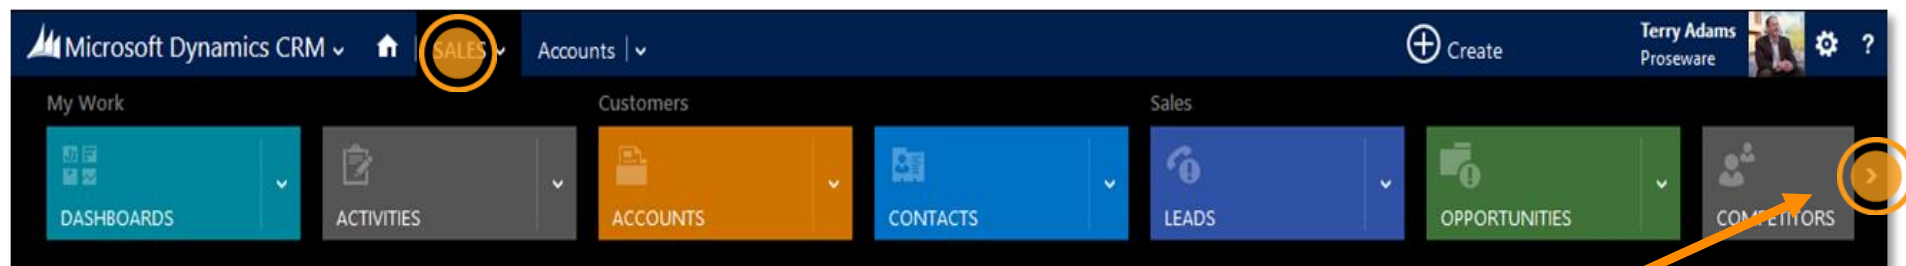 Microsoft Dynamics CRM SALES Accounts Create Terry Adams ?
Proseware
My Work Customers Sales
DASHBOARDS ACTIVITIES ACCOUNTS CONTACTS LEADS OPPORTUNITIES COMPETITORS